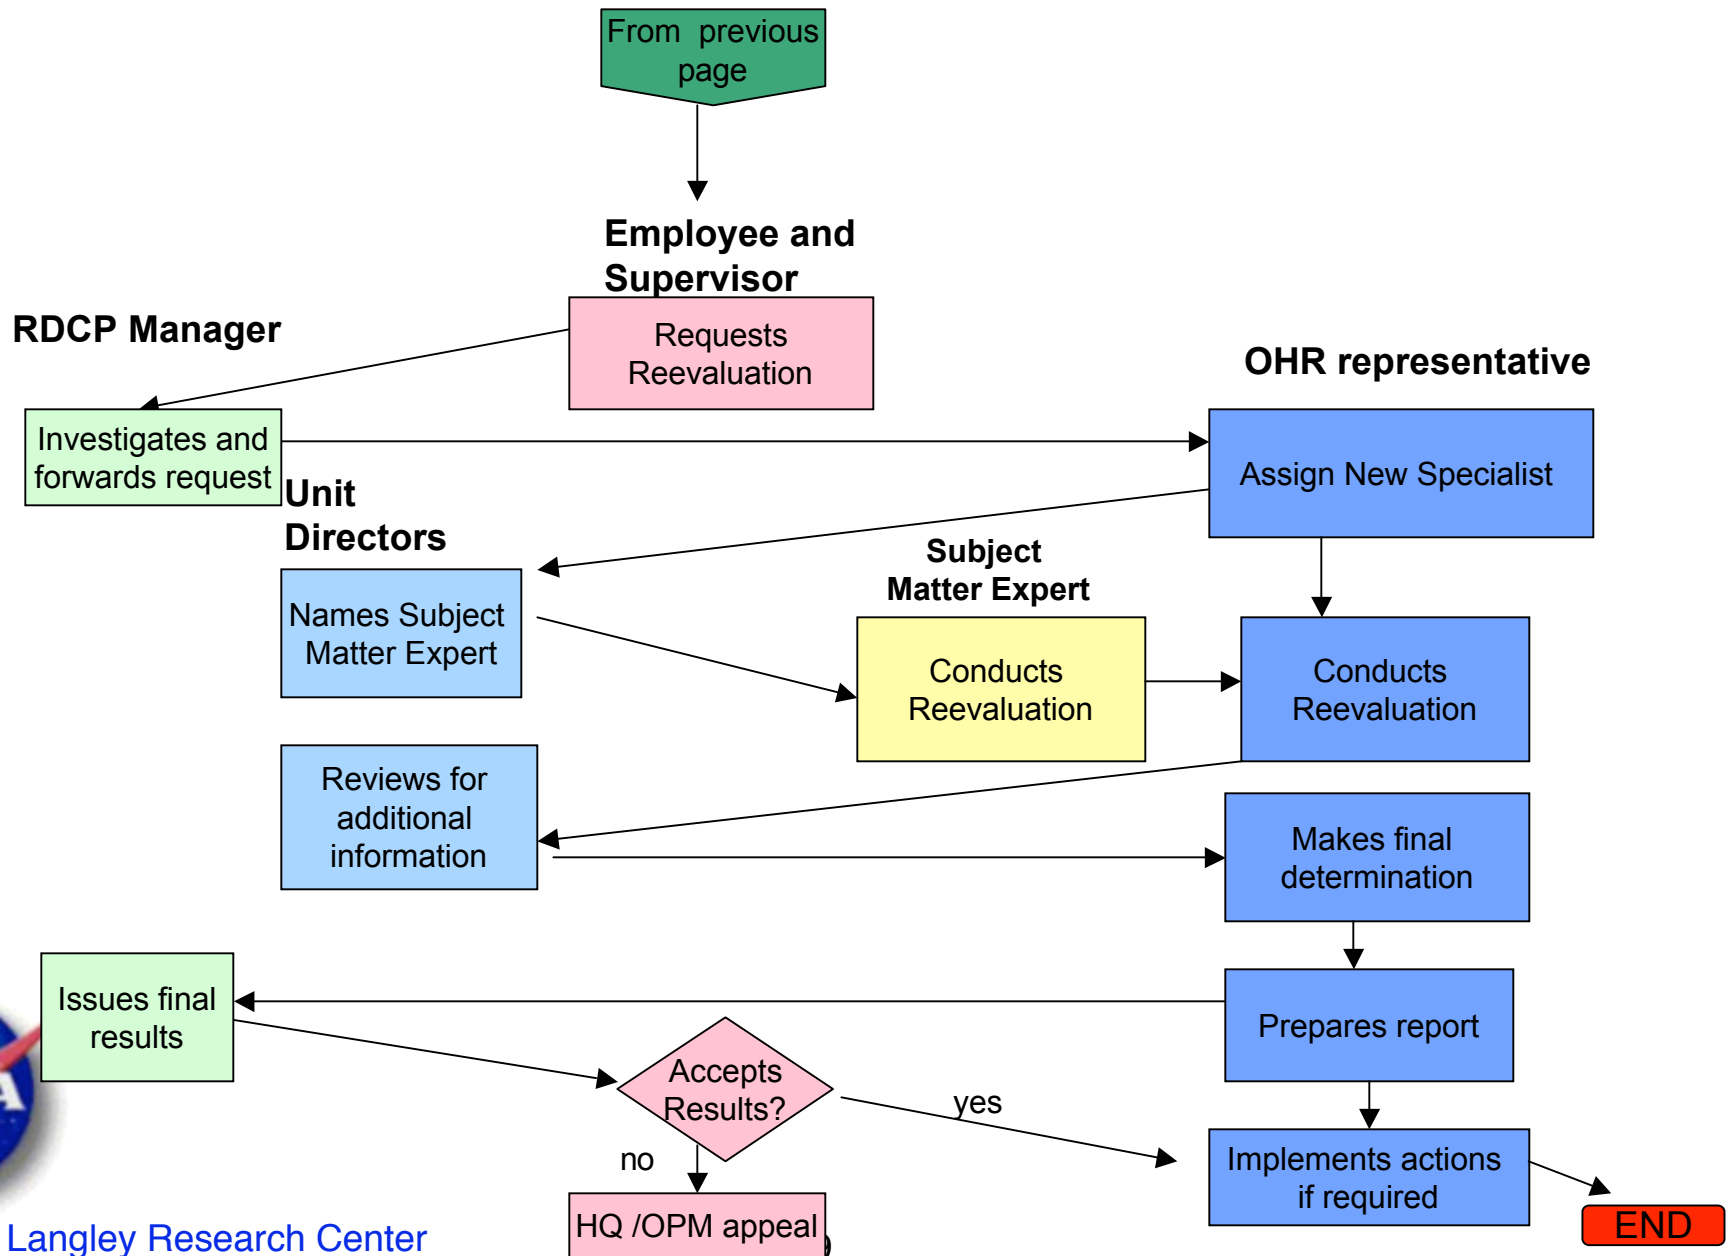 From previous
page
Employee and
Supervisor
RDCP Manager
Requests
Reevaluation
OHR representative
Investigates and
forwards request
Assign New Specialist
Unit
Directors
Subject
Matter Expert
Names Subject
Matter Expert
Conducts
Reevaluation
Conducts
Reevaluation
Reviews for
additional
information
Makes final
determination
Issues final
results
Prepares report
Accepts
Results?
yes
no
Implements actions
if required
HQ /OPM appeal
END
Langley Research Center